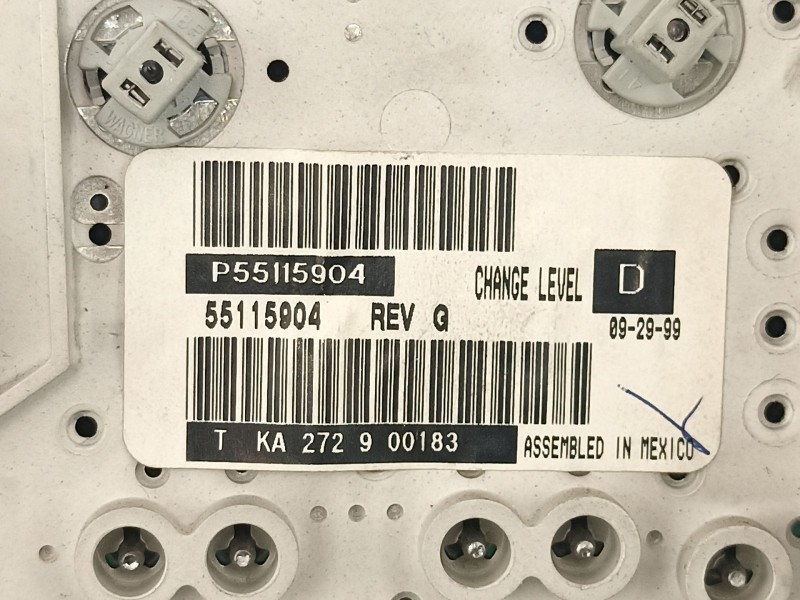 WAGNER
P55115904
CHANGE LEVEL D
55115904 REV G
09-29-99
T KA 272 9 00183
ASSEMBLED IN MEXICO